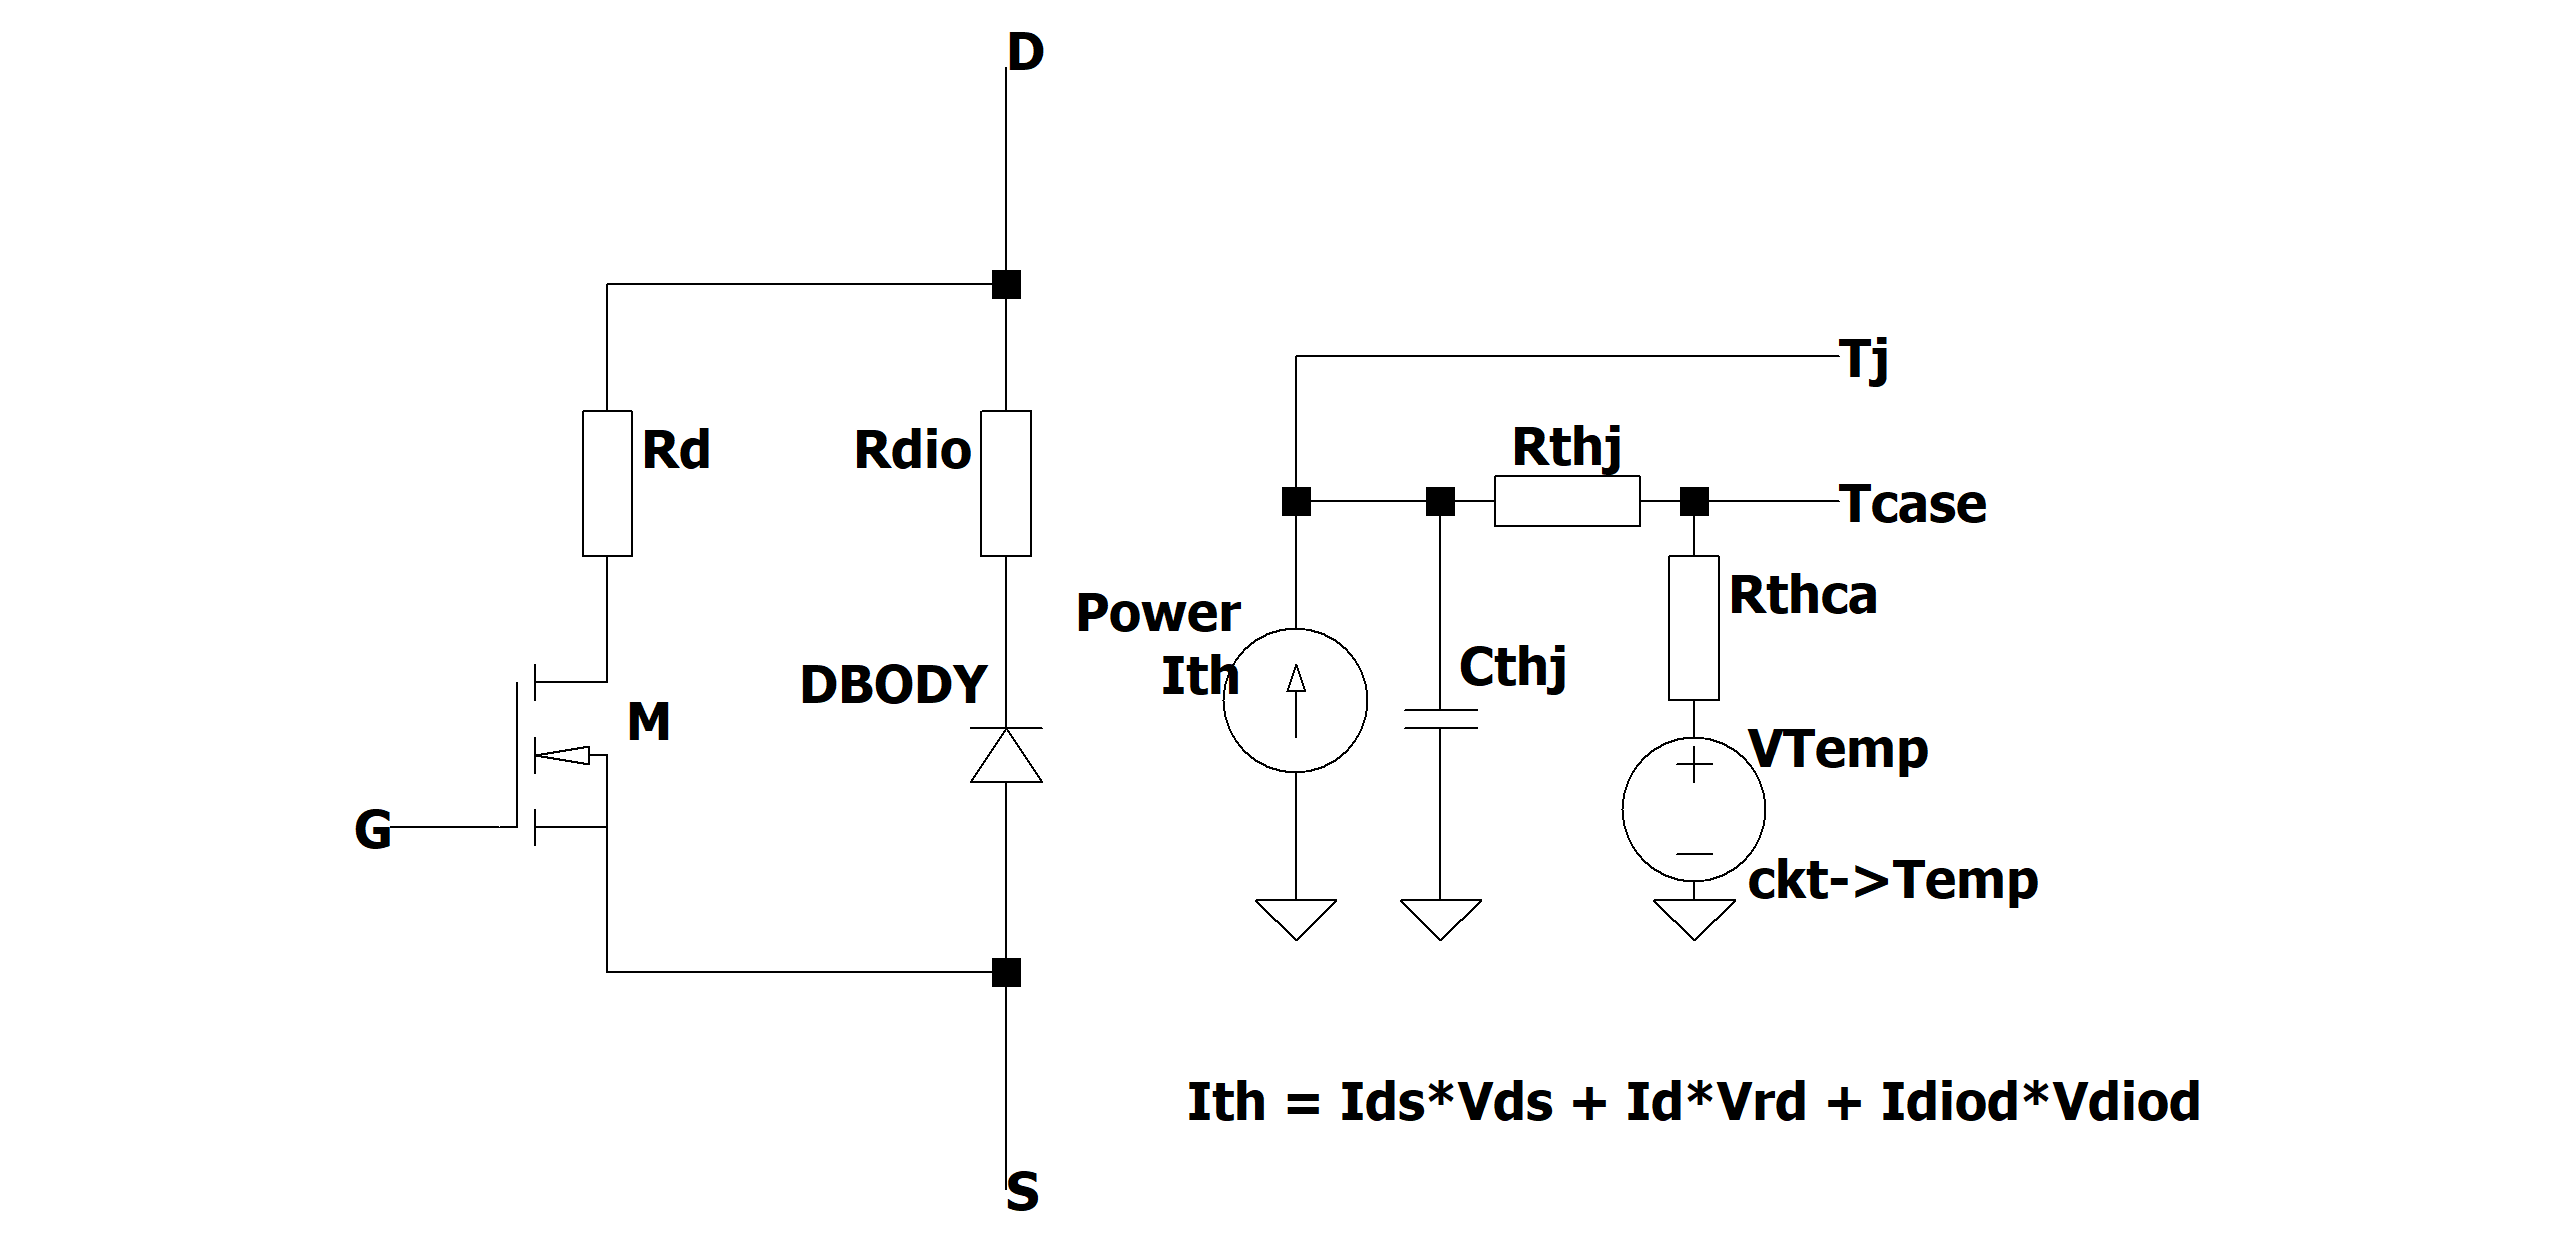 D
Tj
Rd
Rdio
Rthj
Tcase
Power
Ith
Rthca
DBODY
Cthj
M
VTemp
G
ckt->Temp
Ith = Ids*Vds + Id*Vrd + Idiod*Vdiod
S